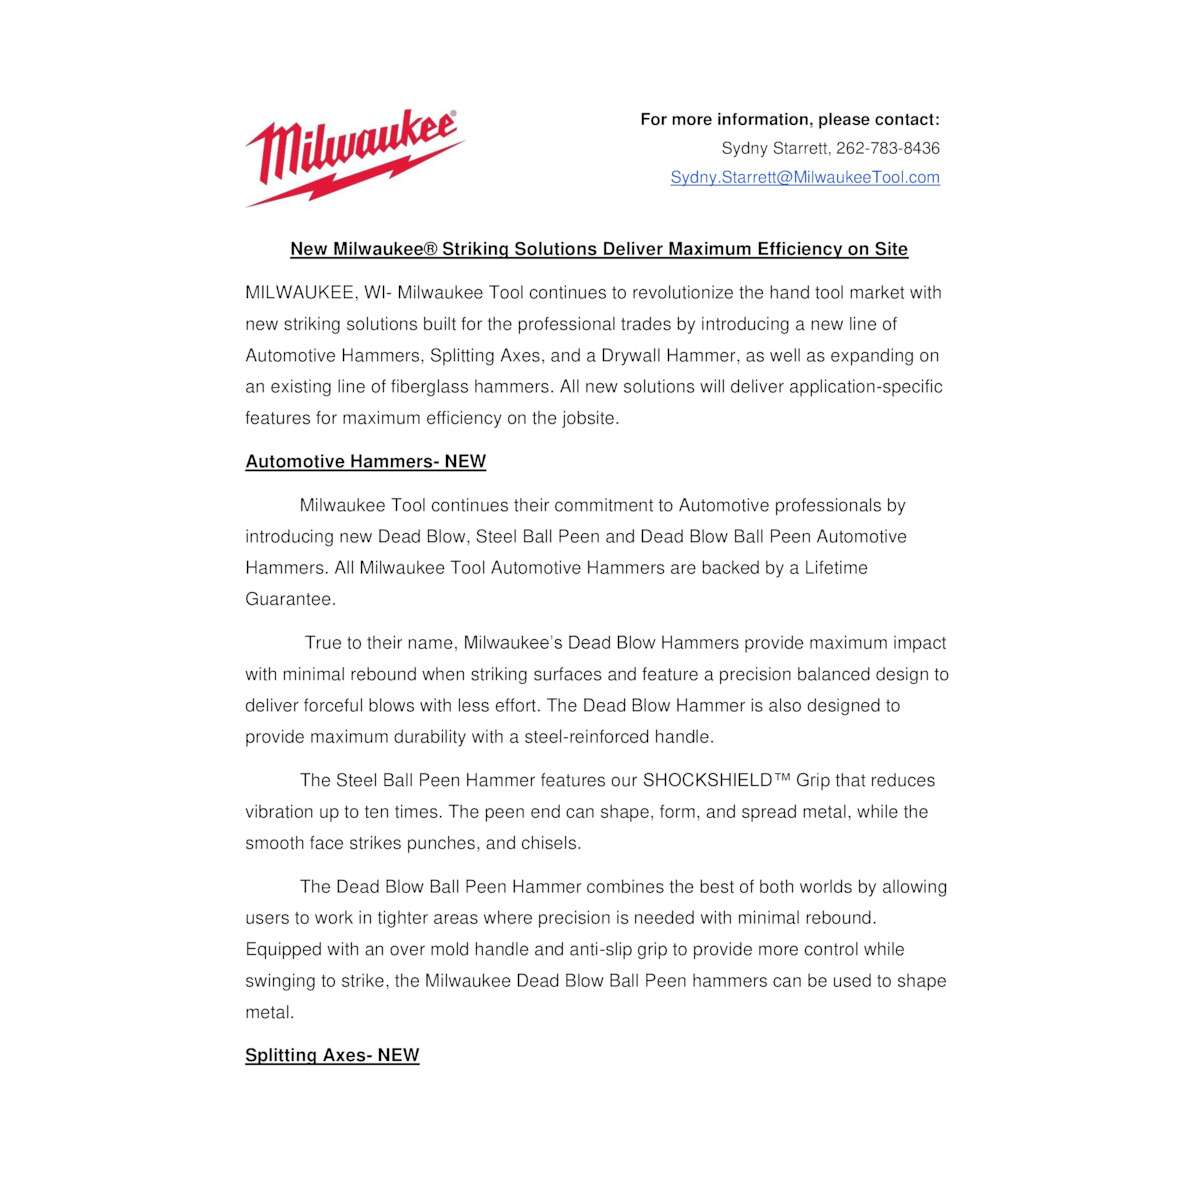 Milwaukee®
For more information, please contact:
Sydny Starrett, 262-783-8436
Sydny.Starrett@MilwaukeeTool.com
New Milwaukee® Striking Solutions Deliver Maximum Efficiency on Site
MILWAUKEE, WI- Milwaukee Tool continues to revolutionize the hand tool market with
new striking solutions built for the professional trades by introducing a new line of
Automotive Hammers, Splitting Axes, and a Drywall Hammer, as well as expanding on
an existing line of fiberglass hammers. All new solutions will deliver application-specific
features for maximum efficiency on the jobsite.
Automotive Hammers- NEW
Milwaukee Tool continues their commitment to Automotive professionals by
introducing new Dead Blow, Steel Ball Peen and Dead Blow Ball Peen Automotive
Hammers. All Milwaukee Tool Automotive Hammers are backed by a Lifetime
Guarantee.
True to their name, Milwaukee’s Dead Blow Hammers provide maximum impact
with minimal rebound when striking surfaces and feature a precision balanced design to
deliver forceful blows with less effort. The Dead Blow Hammer is also designed to
provide maximum durability with a steel-reinforced handle.
The Steel Ball Peen Hammer features our SHOCKSHIELD™ Grip that reduces
vibration up to ten times. The peen end can shape, form, and spread metal, while the
smooth face strikes punches, and chisels.
The Dead Blow Ball Peen Hammer combines the best of both worlds by allowing
users to work in tighter areas where precision is needed with minimal rebound.
Equipped with an over mold handle and anti-slip grip to provide more control while
swinging to strike, the Milwaukee Dead Blow Ball Peen hammers can be used to shape
metal.
Splitting Axes- NEW